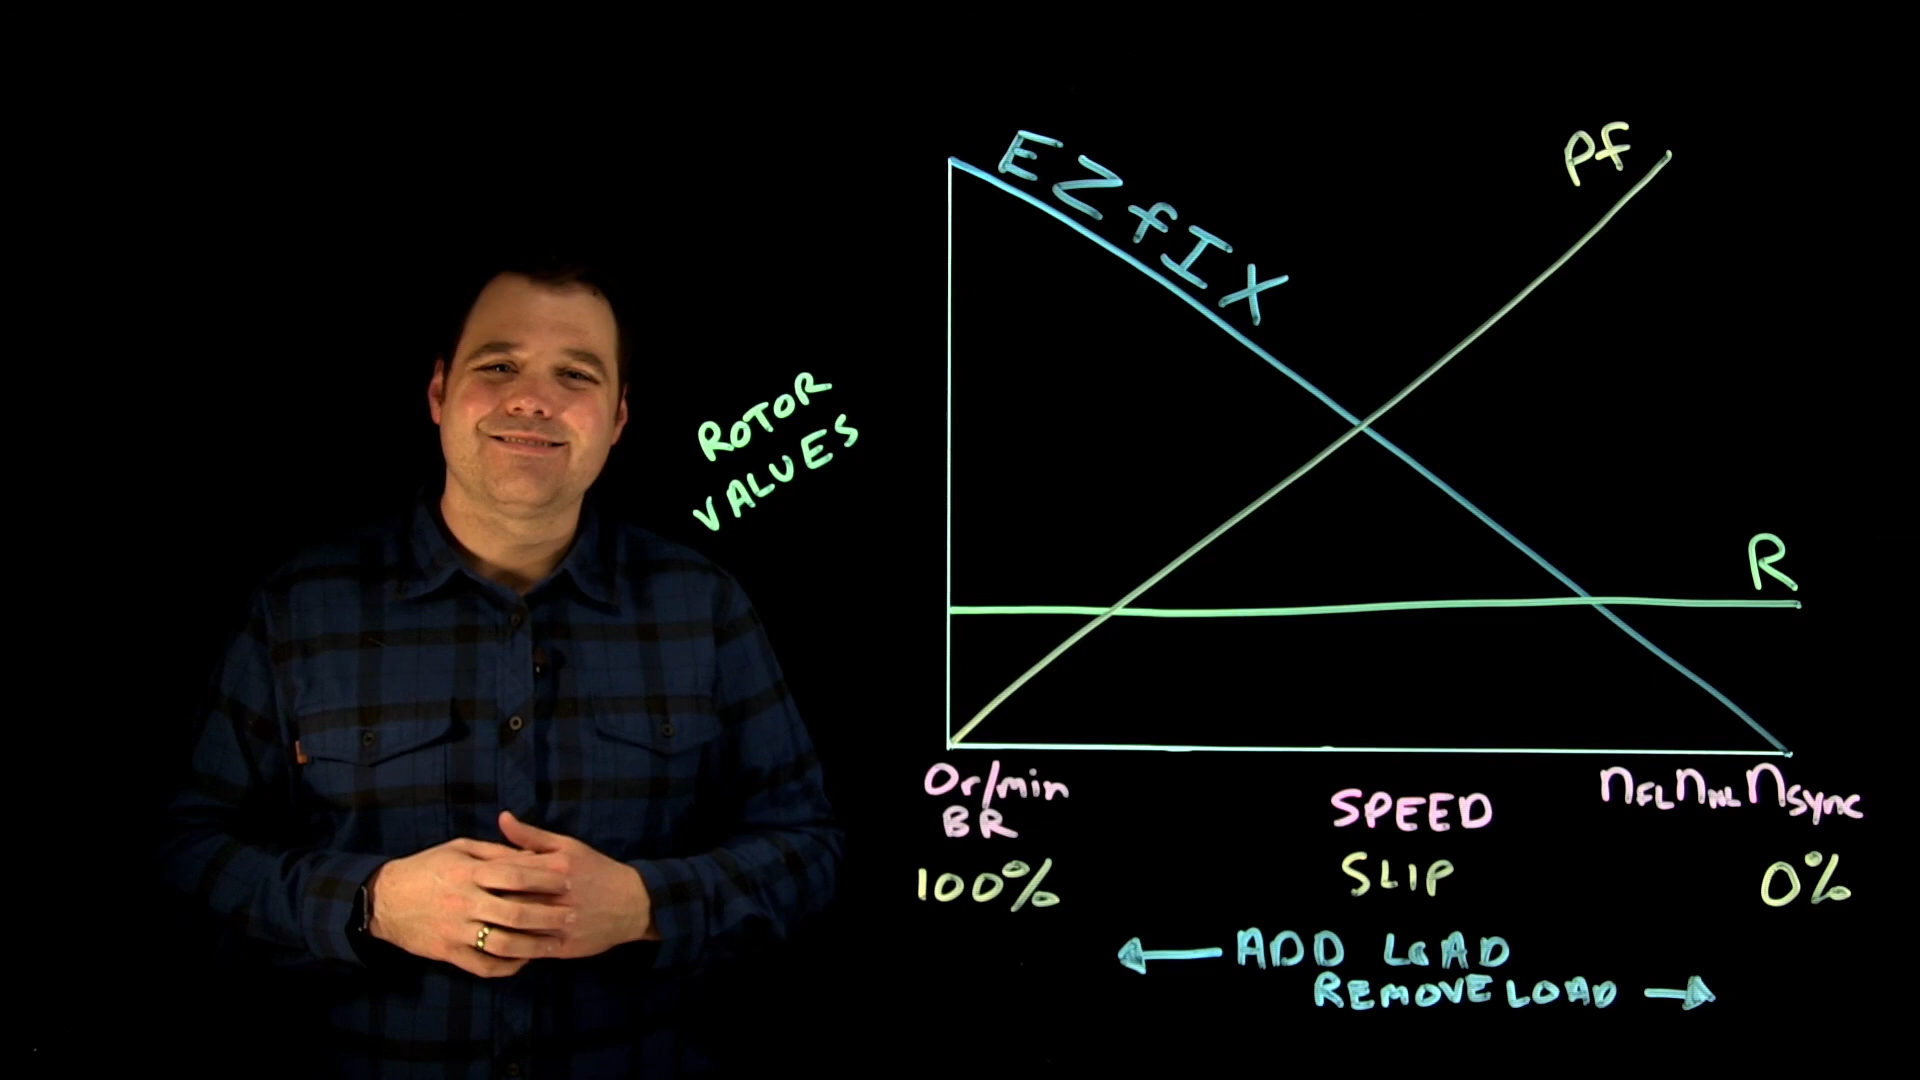 EZfIX
pf
ROTOR
VALUES
R
0r/min
BR
SPEED
nFL nNL nsync
100%
SLIP
0%
← ADD LOAD
REMOVE LOAD →